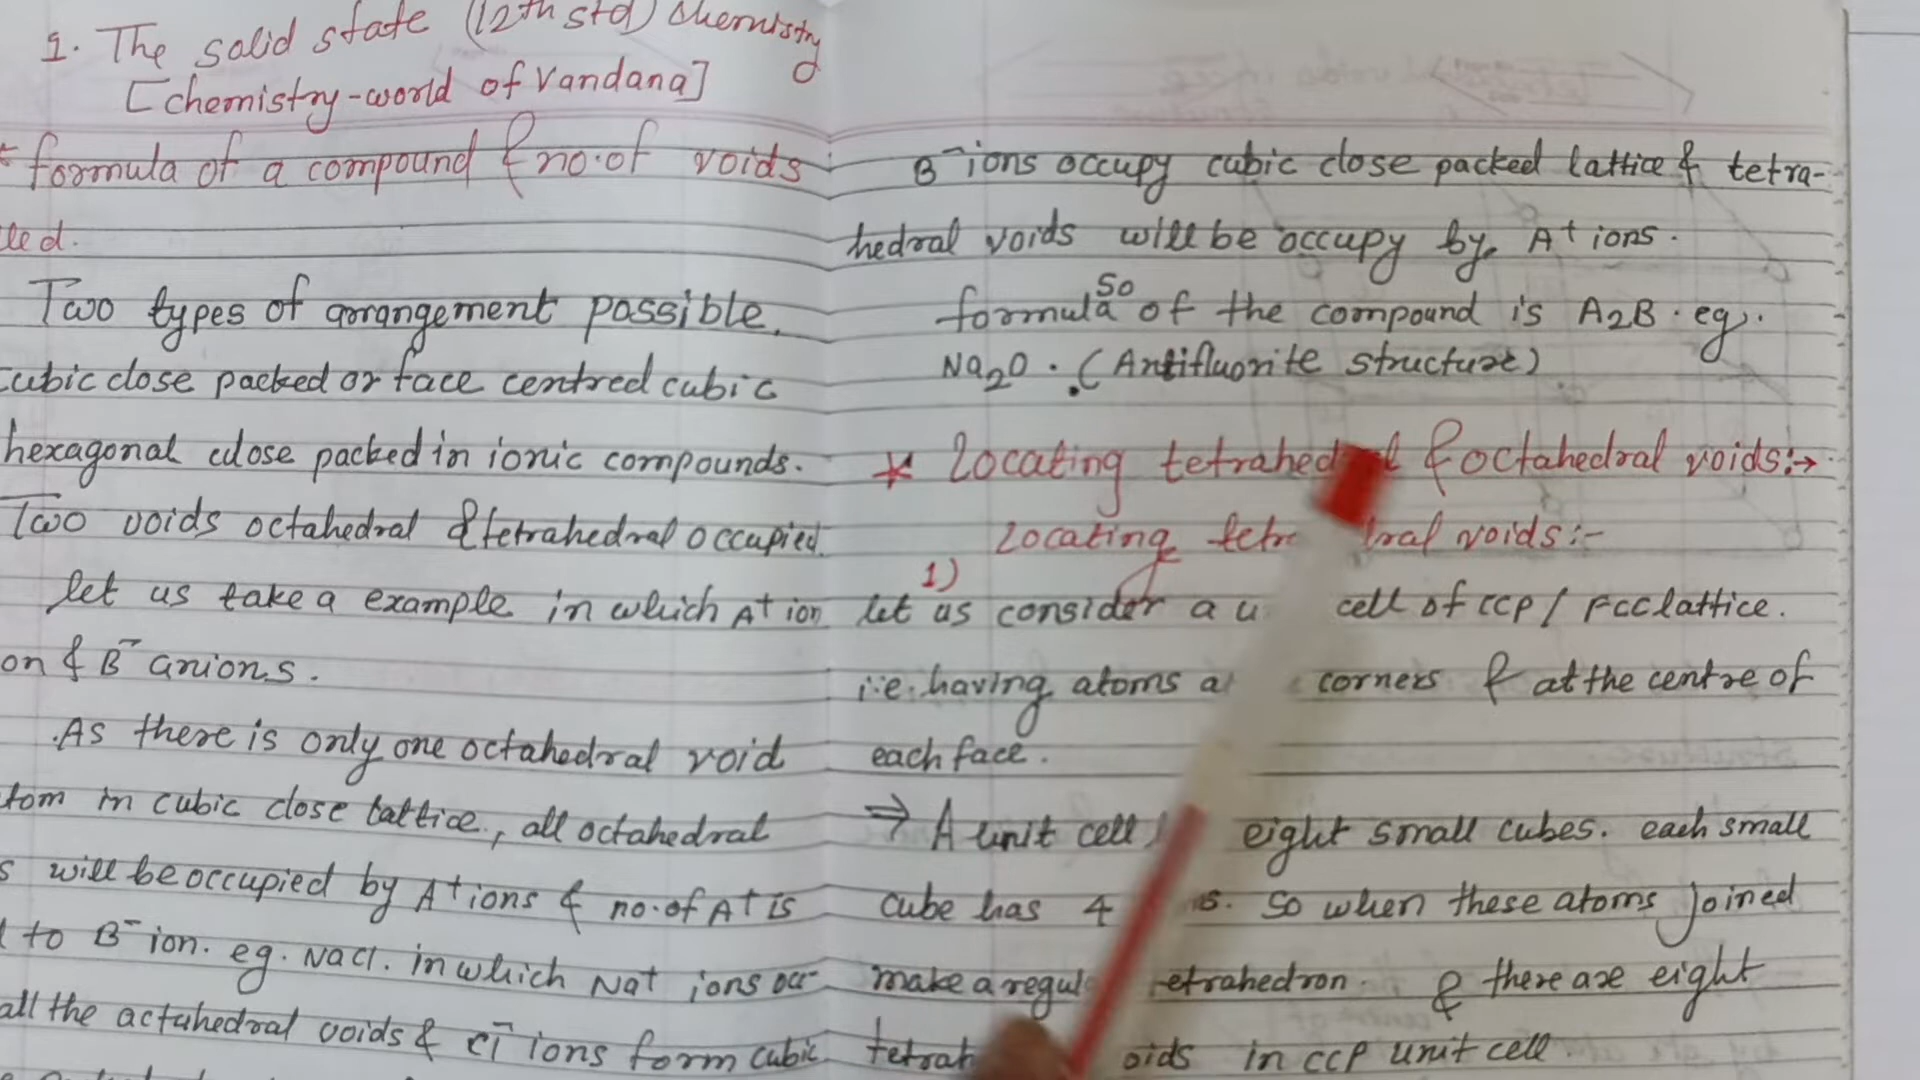 1. The solid state (12th std) chemistry
[chemistry-world of Vandana]
formula of a compound & no. of voids
led.
Two types of arrangement possible.
cubic close packed or face centred cubic
hexagonal close packed in ionic compounds.
Two voids octahedral & tetrahedral occupied.
let us take a example in which A+ ion
on & B- anions.
As there is only one octahedral void
tom in cubic close lattice, all octahedral
s will be occupied by A+ ions & no. of A+ is
l to B- ion. eg. NaCl. in which Na+ ions occ-
all the actahedral voids & Cl- ions form cubic
B- ions occupy cubic close packed lattice & tetra-
hedral voids will be occupy by A+ ions.
so
formula of the compound is A2B. eg.
Na2O. (Antifluorite structure)
* Locating tetrahedral & octahedral voids:→
Locating tetrahedral voids:-
1)
let us consider a u cell of CCP / FCC lattice.
i.e. having atoms a corners & at the centre of
each face.
⇒ A unit cell eight small cubes. each small
cube has 4 s. So when these atoms joined
make a regul etrahedron. & there are eight
tetrah oids in CCP unit cell.